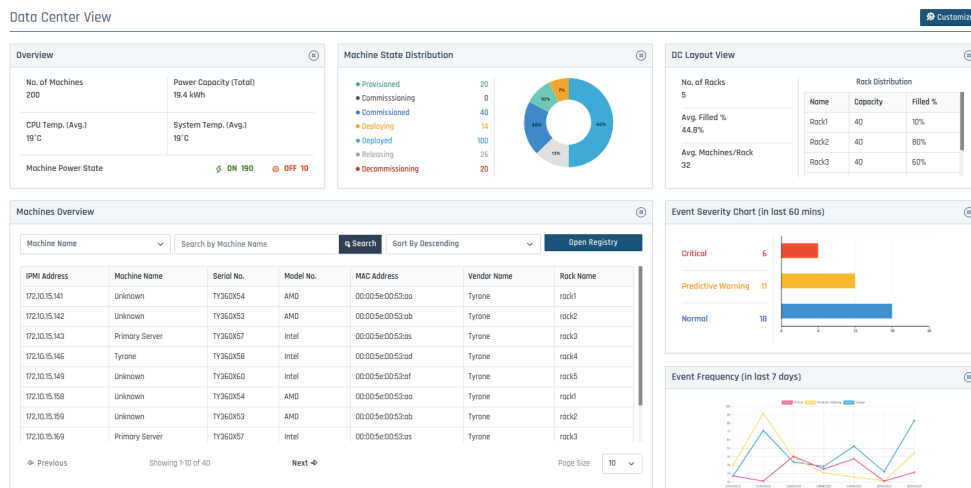 Data Center View
Customize
Overview
No. of Machines
200
Power Capacity (Total)
19.4 kWh
CPU Temp. (Avg.)
19°C
System Temp. (Avg.)
19°C
Machine Power State
ON 190
OFF 10
Machine State Distribution
Provisioned 20
Commisssioning 0
Commissioned 40
Deploying 14
Deployed 100
Releesing 26
Decommissioning 20
7%
10%
20%
13%
60%
DC Layout View
No. of Racks
5
Avg. Filled %
44.8%
Avg. Machines/Rack
32
Rack Distribution
Name Capacity Filled %
Rack1 40 10%
Rack2 40 80%
Rack3 40 60%
Machines Overview
Machine Name
Search by Machine Name
Search
Sort By Descending
Open Registry
IPMI Address Machine Name Serial No. Model No. MAC Address Vendor Name Rack Name
172.10.15.141 Unknown TY360X54 AMD 00:00:5e:00:53:aa Tyrone rack1
172.10.15.142 Unknown TY360X53 AMD 00:00:5e:00:53:ab Tyrone rack2
172.10.15.143 Primary Server TY360X57 Intel 00:00:5e:00:53:as Tyrone rack3
172.10.15.146 Tyrone TY360X58 Intel 00:00:5e:00:53:ad Tyrone rack4
172.10.15.149 Unknown TY360X60 Intel 00:00:5e:00:53:af Tyrone rack5
172.10.15.158 Unknown TY360X54 AMD 00:00:5e:00:53:aa Tyrone rack1
172.10.15.159 Unknown TY360X53 AMD 00:00:5e:00:53:ab Tyrone rack2
172.10.15.169 Primary Server TY360X57 Intel 00:00:5e:00:53:as Tyrone rack3
Previous
Showing 1-10 of 40
Next
Page Size 10
Event Severity Chart (in last 60 mins)
Critical 6
Predictive Warning 11
Normal 18
Event Frequency (in last 7 days)